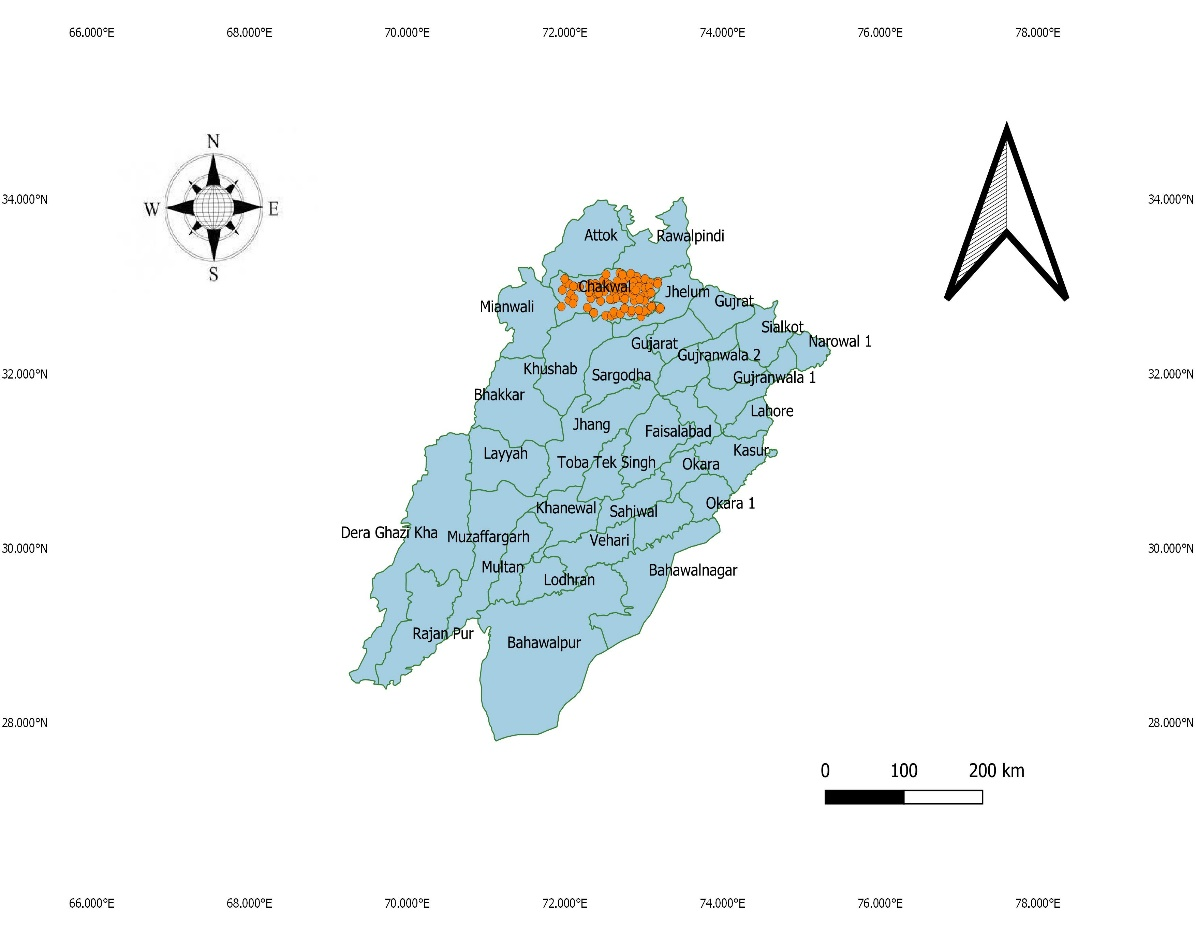 66.000°E 68.000°E 70.000°E 72.000°E 74.000°E 76.000°E 78.000°E
N
W E
S
34.000°N 34.000°N
Attok Rawalpindi
Chakwal Jhelum
Mianwali Gujrat
Sialkot
Narowal 1
Gujarat
Gujranwala 2
32.000°N 32.000°N
Khushab Sargodha Gujranwala 1
Bhakkar
Lahore
Jhang Faisalabad
Kasur
Layyah Toba Tek Singh Okara
Okara 1
Khanewal Sahiwal
Dera Ghazi Kha Muzaffargarh Vehari
30.000°N 30.000°N
Multan Bahawalnagar
Lodhran
Rajan Pur Bahawalpur
28.000°N 28.000°N
0 100 200 km
66.000°E 68.000°E 70.000°E 72.000°E 74.000°E 76.000°E 78.000°E